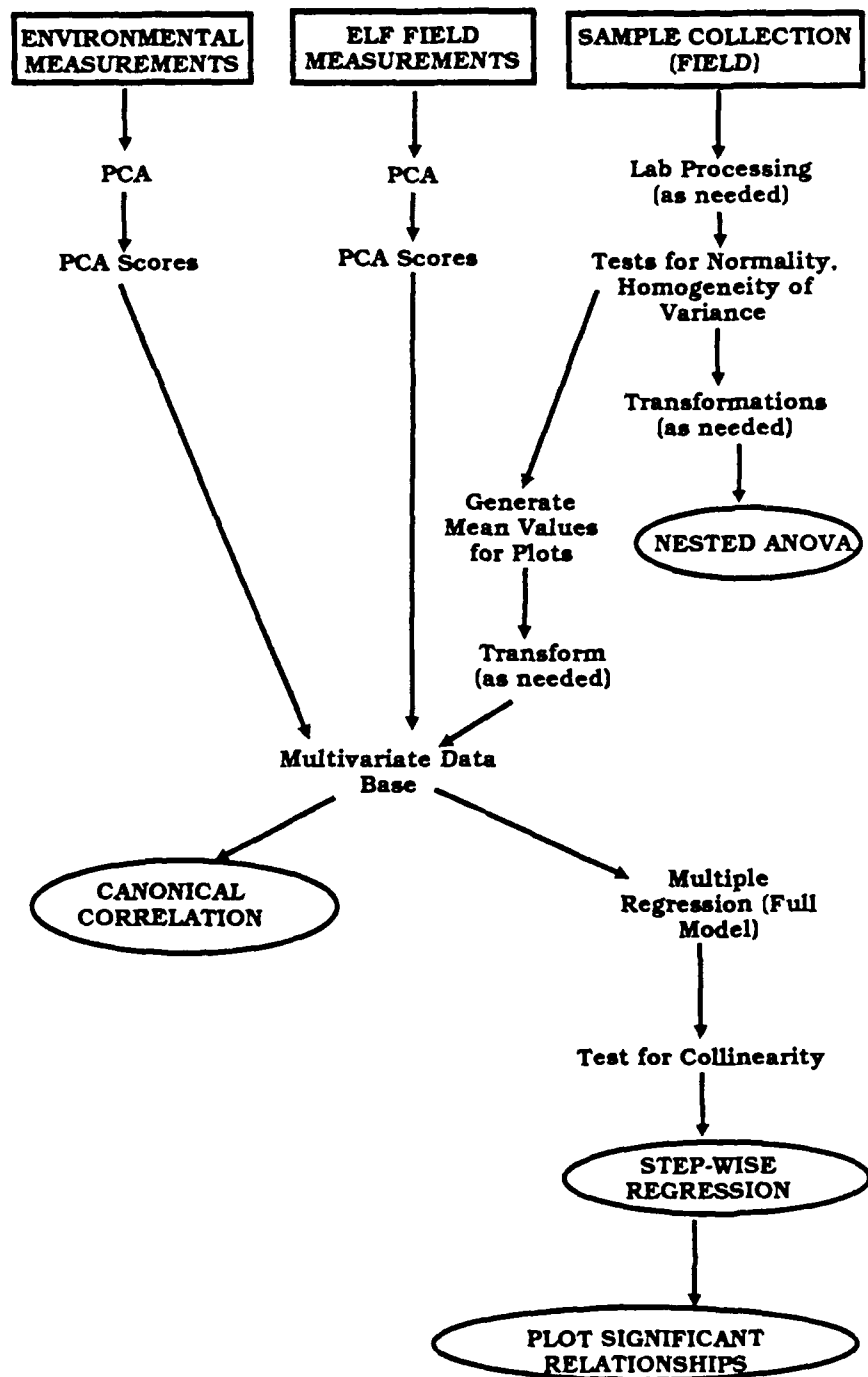 ENVIRONMENTAL
MEASUREMENTS
ELF FIELD
MEASUREMENTS
SAMPLE COLLECTION
(FIELD)
PCA
PCA
Lab Processing
(as needed)
PCA Scores
PCA Scores
Tests for Normality.
Homogeneity of
Variance
Transformations
(as needed)
Generate
Mean Values
for Plots
NESTED ANOVA
Transform
(as needed)
Multivariate Data
Base
CANONICAL
CORRELATION
Multiple
Regression (Full
Model)
Test for Collinearity
STEP-WISE
REGRESSION
PLOT SIGNIFICANT
RELATIONSHIPS